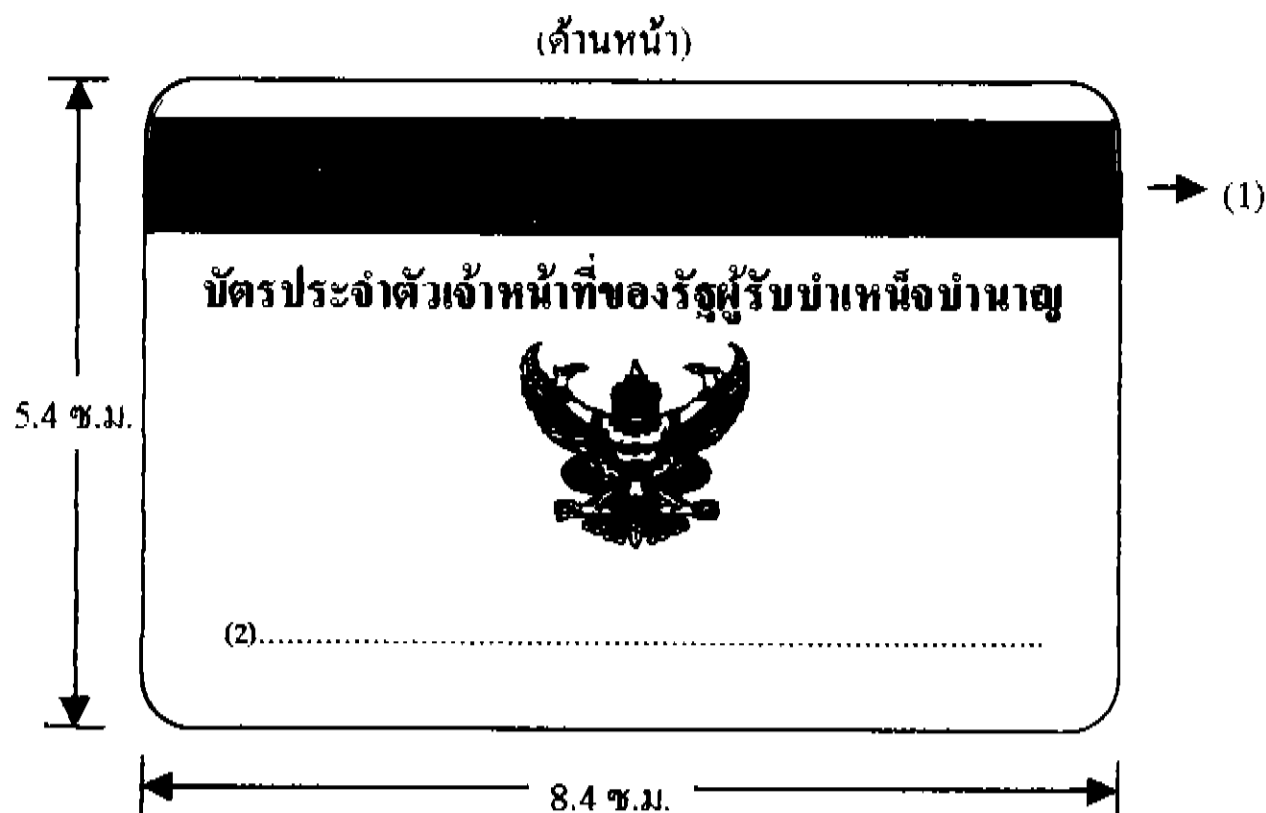 (ด้านหน้า)
(1)
บัตรประจำตัวเจ้าหน้าที่ของรัฐผู้รับบำเหน็จบำนาญ
5.4 ซ.ม.
(2)..........................................................................................
8.4 ซ.ม.